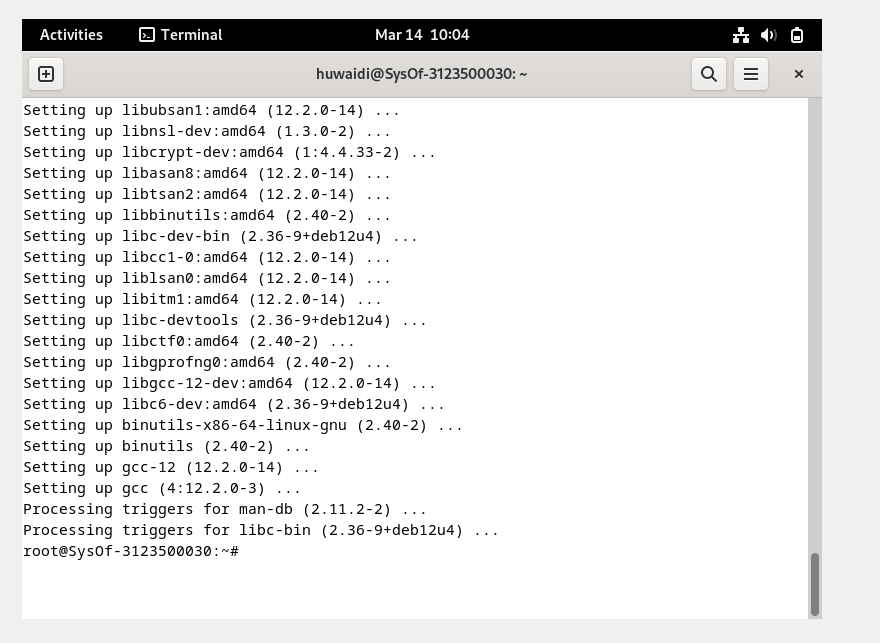 Activities Terminal Mar 14 10:04
huwaidi@SysOf-3123500030: ~
Setting up libubsan1:amd64 (12.2.0-14) ...
Setting up libnsl-dev:amd64 (1.3.0-2) ...
Setting up libcrypt-dev:amd64 (1:4.4.33-2) ...
Setting up libasan8:amd64 (12.2.0-14) ...
Setting up libtsan2:amd64 (12.2.0-14) ...
Setting up libbinutils:amd64 (2.40-2) ...
Setting up libc-dev-bin (2.36-9+deb12u4) ...
Setting up libcc1-0:amd64 (12.2.0-14) ...
Setting up liblsan0:amd64 (12.2.0-14) ...
Setting up libitm1:amd64 (12.2.0-14) ...
Setting up libc-devtools (2.36-9+deb12u4) ...
Setting up libctf0:amd64 (2.40-2) ...
Setting up libgprofng0:amd64 (2.40-2) ...
Setting up libgcc-12-dev:amd64 (12.2.0-14) ...
Setting up libc6-dev:amd64 (2.36-9+deb12u4) ...
Setting up binutils-x86-64-linux-gnu (2.40-2) ...
Setting up binutils (2.40-2) ...
Setting up gcc-12 (12.2.0-14) ...
Setting up gcc (4:12.2.0-3) ...
Processing triggers for man-db (2.11.2-2) ...
Processing triggers for libc-bin (2.36-9+deb12u4) ...
root@SysOf-3123500030:~#